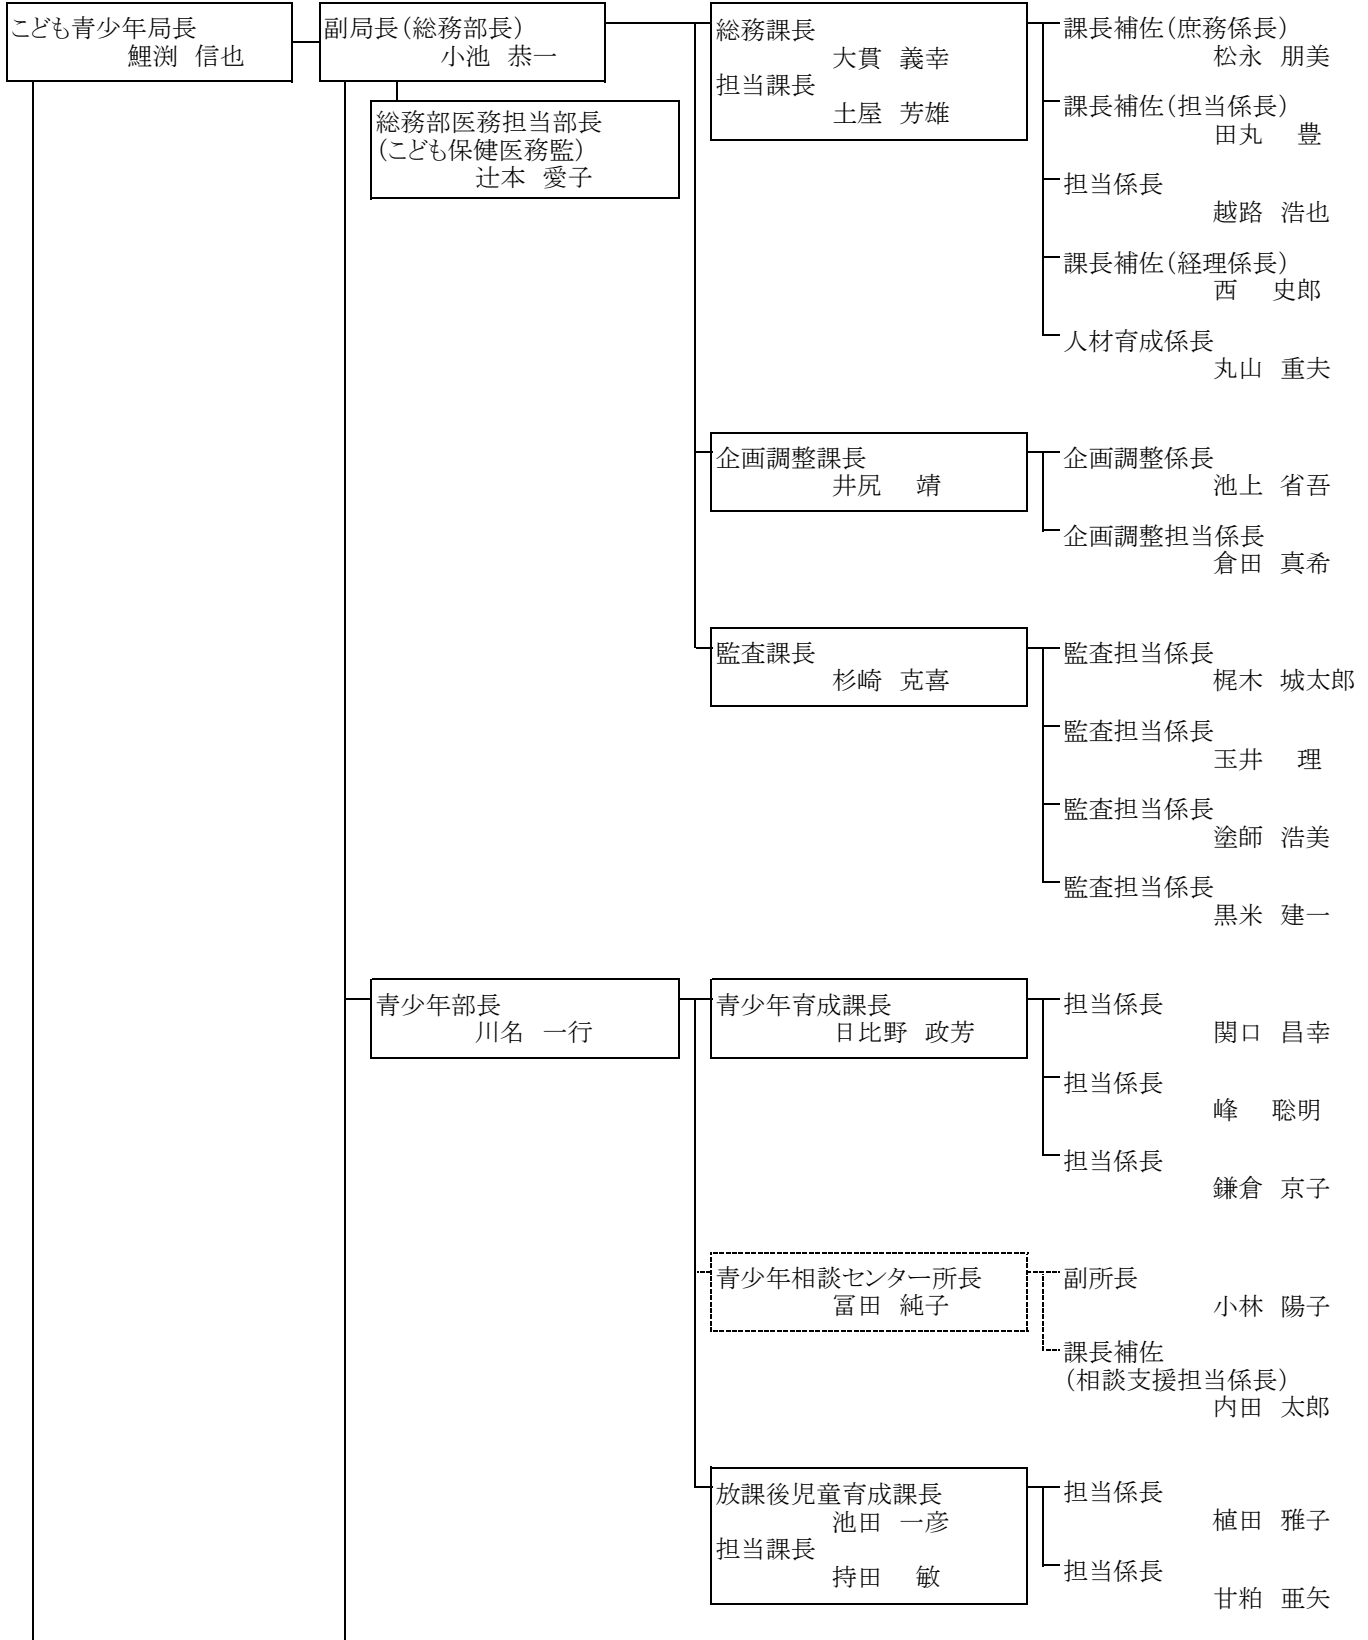 こども青少年局長
鯉渕 信也
副局長(総務部長)
小池 恭一
総務部医務担当部長
(こども保健医務監)
辻本 愛子
総務課長
大貫 義幸
担当課長
土屋 芳雄
課長補佐(庶務係長)
松永 朋美
課長補佐(担当係長)
田丸 豊
担当係長
越路 浩也
課長補佐(経理係長)
西 史郎
人材育成係長
丸山 重夫
企画調整課長
井尻 靖
企画調整係長
池上 省吾
企画調整担当係長
倉田 真希
監査課長
杉崎 克喜
監査担当係長
梶木 城太郎
監査担当係長
玉井 理
監査担当係長
塗師 浩美
監査担当係長
黒米 建一
青少年部長
川名 一行
青少年育成課長
日比野 政芳
担当係長
関口 昌幸
担当係長
峰 聡明
担当係長
鎌倉 京子
青少年相談センター所長
冨田 純子
副所長
小林 陽子
課長補佐
(相談支援担当係長)
内田 太郎
放課後児童育成課長
池田 一彦
担当課長
持田 敏
担当係長
植田 雅子
担当係長
甘粕 亜矢